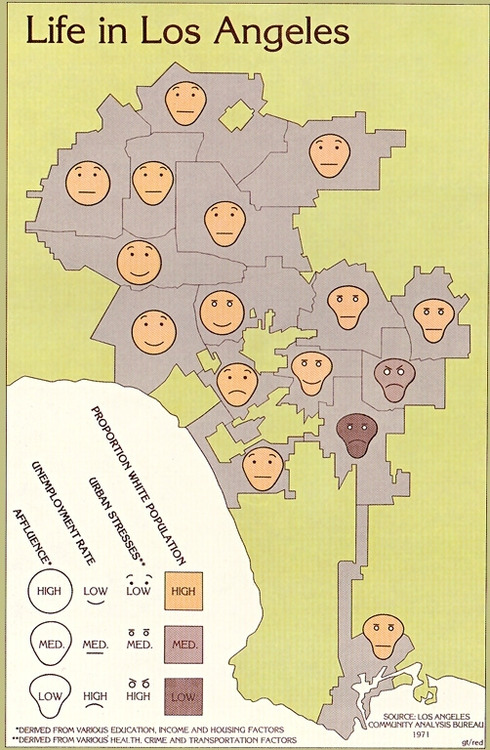 Life in Los Angeles
PROPORTION WHITE POPULATION
URBAN STRESSES**
UNEMPLOYMENT RATE
AFFLUENCE*
HIGH LOW LOW HIGH
MED. MED. MED. MED.
LOW HIGH HIGH LOW
*DERIVED FROM VARIOUS EDUCATION, INCOME AND HOUSING FACTORS
**DERIVED FROM VARIOUS HEALTH, CRIME AND TRANSPORTATION FACTORS
SOURCE: LOS ANGELES
COMMUNITY ANALYSIS BUREAU
1971
gt/red